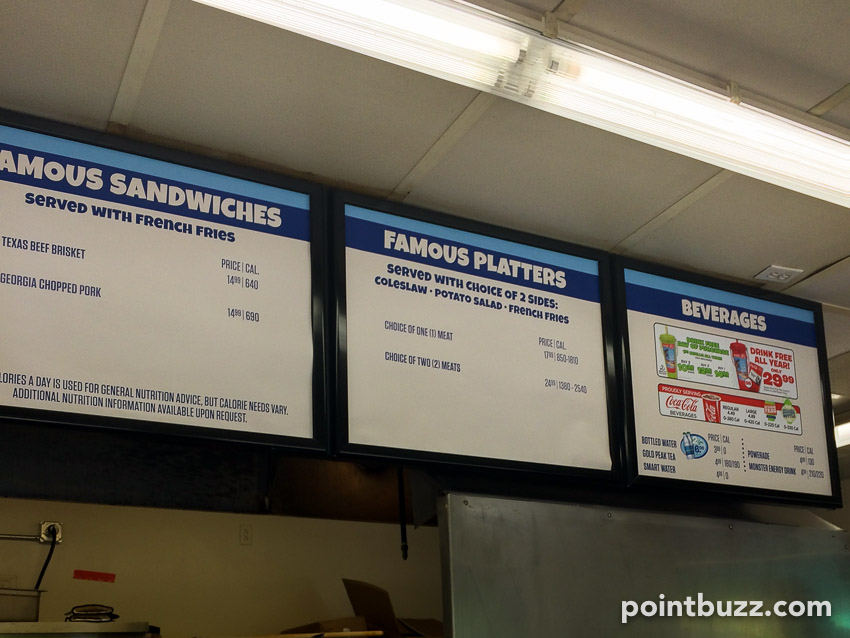 AMOUS SANDWICHES
SERVED WITH FRENCH FRIES
PRICE | CAL.
TEXAS BEEF BRISKET
14⁹⁹ | 640
GEORGIA CHOPPED PORK
14⁹⁹ | 690
LORIES A DAY IS USED FOR GENERAL NUTRITION ADVICE, BUT CALORIE NEEDS VARY.
ADDITIONAL NUTRITION INFORMATION AVAILABLE UPON REQUEST.
FAMOUS PLATTERS
SERVED WITH CHOICE OF 2 SIDES:
COLESLAW • POTATO SALAD • FRENCH FRIES
PRICE | CAL.
CHOICE OF ONE (1) MEAT
17⁹⁹ | 850-1810
CHOICE OF TWO (2) MEATS
24⁹⁹ | 1380 - 2540
BEVERAGES
DRINK FREE
DRINK FREE
ALL YEAR!
ONLY
29⁹⁹
PROUDLY SERVING
Coca-Cola
BEVERAGES
REGULAR
LARGE
PRICE | CAL
BOTTLED WATER
GOLD PEAK TEA
SMART WATER
PRICE | CAL
POWERADE
MONSTER ENERGY DRINK
pointbuzz.com